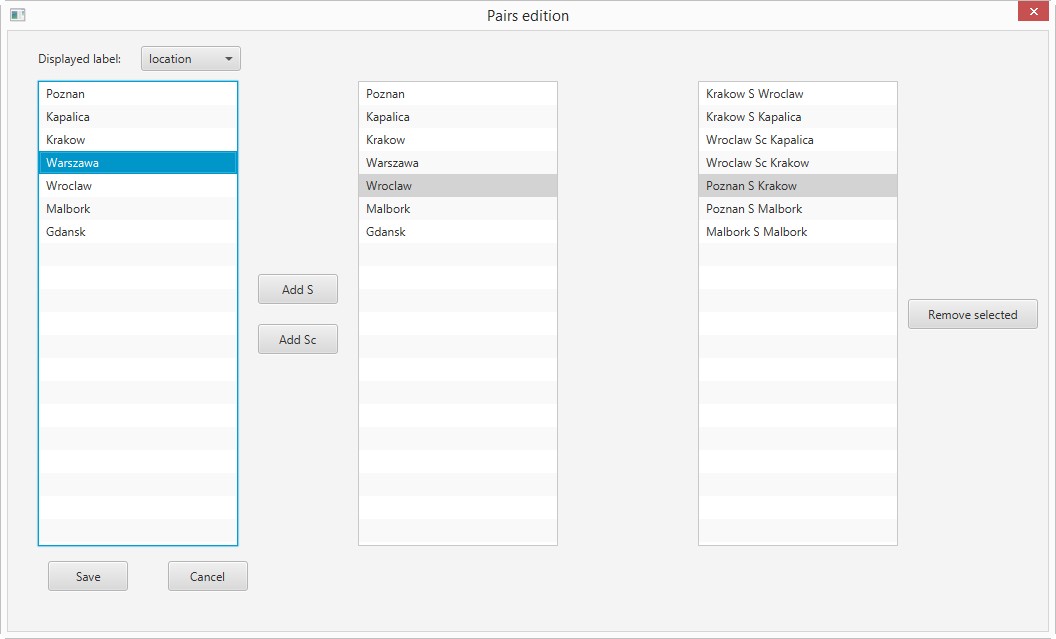 Pairs edition
Displayed label: location
Poznan
Kapalica
Krakow
Warszawa
Wroclaw
Malbork
Gdansk
Add S
Add Sc
Poznan
Kapalica
Krakow
Warszawa
Wroclaw
Malbork
Gdansk
Krakow S Wroclaw
Krakow S Kapalica
Wroclaw Sc Kapalica
Wroclaw Sc Krakow
Poznan S Krakow
Poznan S Malbork
Malbork S Malbork
Remove selected
Save
Cancel